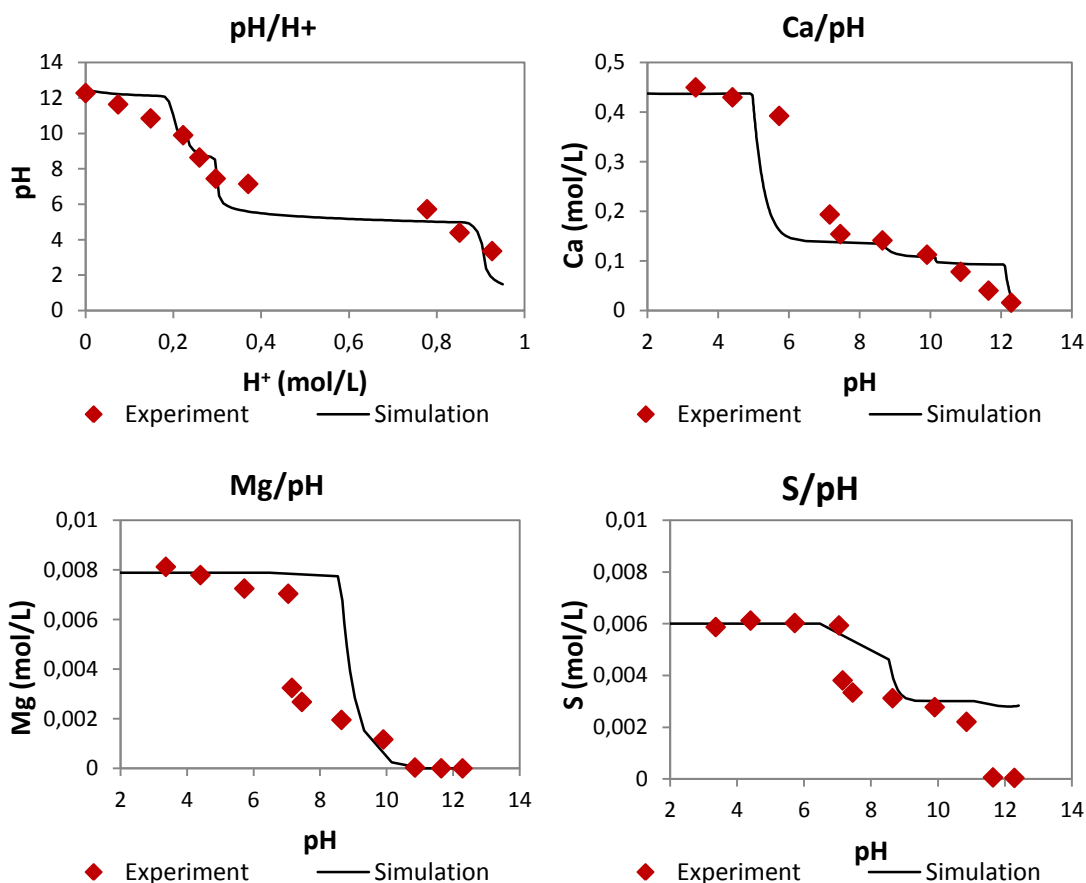 pH/H+
14
12
10
8
6
4
2
0
0 0,2 0,4 0,6 0,8 1
pH
H⁺ (mol/L)
Experiment Simulation
Ca/pH
0,5
0,4
0,3
0,2
0,1
0
2 4 6 8 10 12 14
Ca (mol/L)
pH
Experiment Simulation
Mg/pH
0,01
0,008
0,006
0,004
0,002
0
2 4 6 8 10 12 14
Mg (mol/L)
pH
Experiment Simulation
S/pH
0,01
0,008
0,006
0,004
0,002
0
2 4 6 8 10 12 14
S (mol/L)
pH
Experiment Simulation